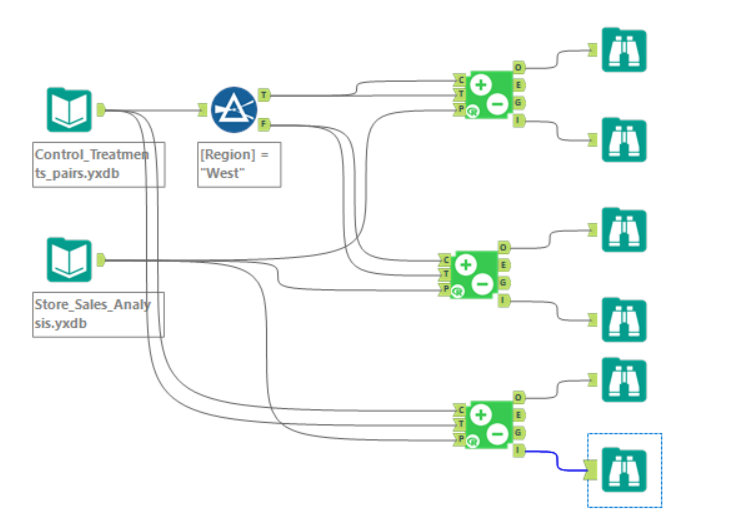 O
C
E
T
T
G
P
I
F
Control_Treatmen
ts_pairs.yxdb
[Region] =
"West"
O
C
E
T
G
P
I
Store_Sales_Analy
sis.yxdb
O
C
E
T
G
P
I